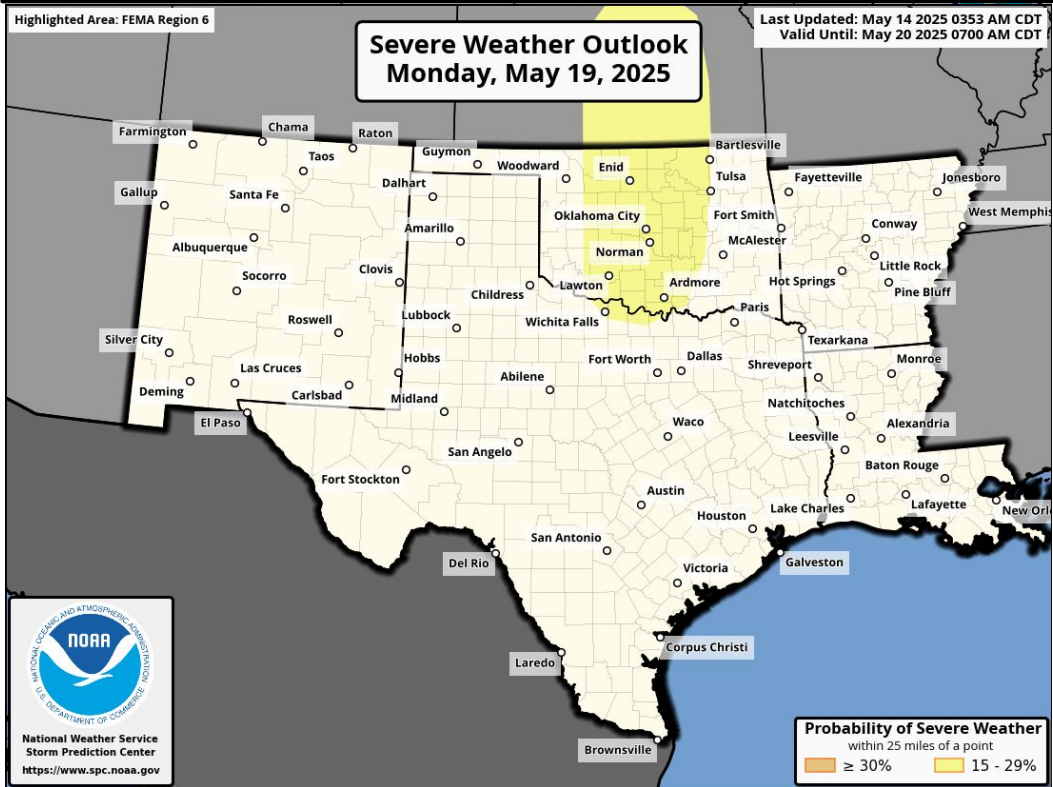 Highlighted Area: FEMA Region 6
Last Updated: May 14 2025 0353 AM CDT
Valid Until: May 20 2025 0700 AM CDT
Severe Weather Outlook
Monday, May 19, 2025
Farmington
Chama
Raton
Taos
Guymon
Woodward
Enid
Bartlesville
Tulsa
Fayetteville
Jonesboro
Gallup
Santa Fe
Dalhart
Oklahoma City
Fort Smith
West Memphis
Albuquerque
Amarillo
Norman
McAlester
Conway
Socorro
Clovis
Childress
Lawton
Ardmore
Hot Springs
Little Rock
Pine Bluff
Roswell
Lubbock
Wichita Falls
Paris
Texarkana
Silver City
Las Cruces
Hobbs
Fort Worth
Dallas
Shreveport
Monroe
Deming
Carlsbad
Midland
Abilene
Natchitoches
El Paso
San Angelo
Waco
Leesville
Alexandria
Fort Stockton
Baton Rouge
Austin
Houston
Lake Charles
Lafayette
New Orl
Del Rio
San Antonio
Galveston
Victoria
Laredo
Corpus Christi
Brownsville
NATIONAL OCEANIC AND ATMOSPHERIC ADMINISTRATION
NOAA
U.S. DEPARTMENT OF COMMERCE
National Weather Service
Storm Prediction Center
https://www.spc.noaa.gov
Probability of Severe Weather
within 25 miles of a point
≥ 30%
15 - 29%